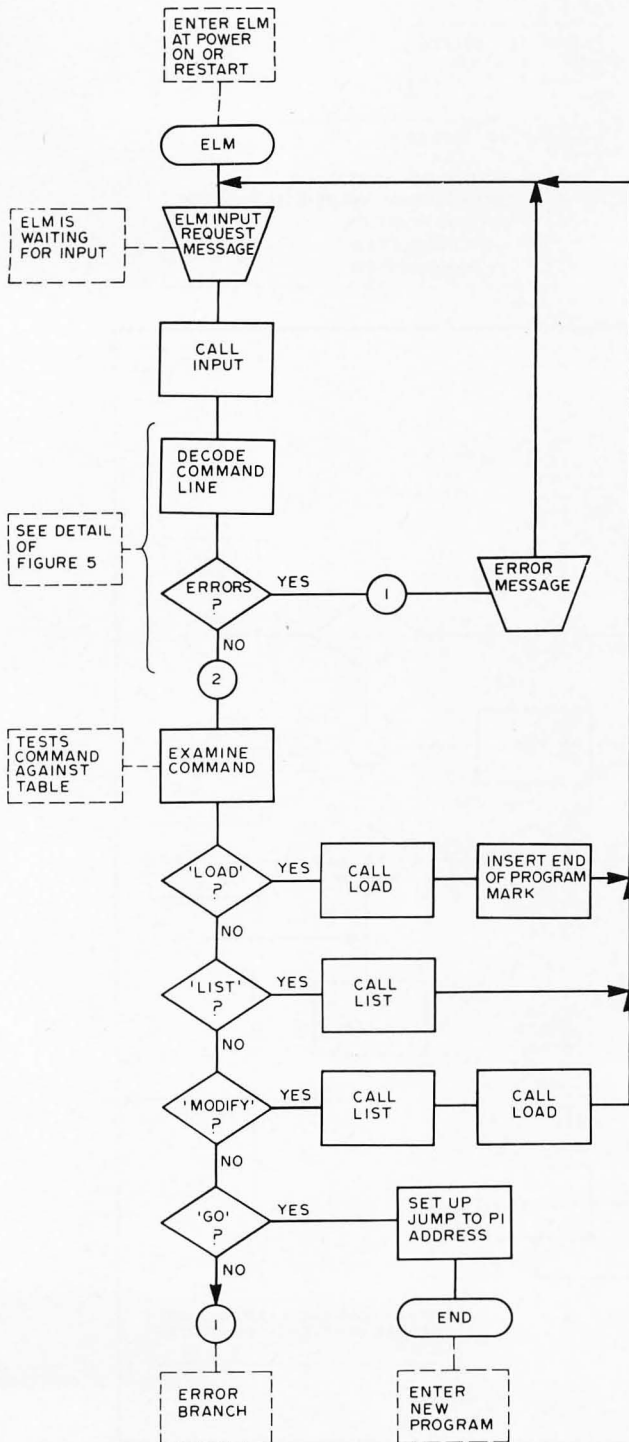 ENTER ELM
AT POWER
ON OR
RESTART
ELM
ELM IS
WAITING
FOR INPUT
ELM INPUT
REQUEST
MESSAGE
CALL
INPUT
DECODE
COMMAND
LINE
SEE DETAIL
OF
FIGURE 5
ERRORS
?
YES
1
ERROR
MESSAGE
NO
2
TESTS
COMMAND
AGAINST
TABLE
EXAMINE
COMMAND
'LOAD'
?
YES
CALL
LOAD
INSERT END
OF PROGRAM
MARK
NO
'LIST'
?
YES
CALL
LIST
NO
'MODIFY'
?
YES
CALL
LIST
CALL
LOAD
NO
'GO'
?
YES
SET UP
JUMP TO P1
ADDRESS
NO
1
END
ERROR
BRANCH
ENTER
NEW
PROGRAM